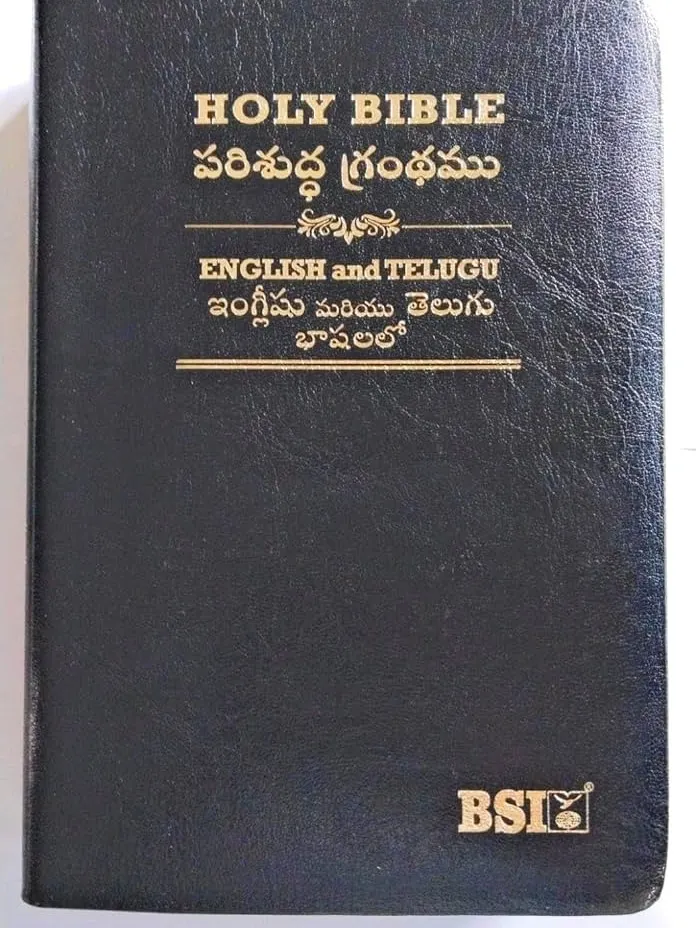 HOLY BIBLE
పరిశుద్ధ గ్రంథము
ENGLISH and TELUGU
ఇంగ్లీషు మరియు తెలుగు
భాషలలో
BSI®